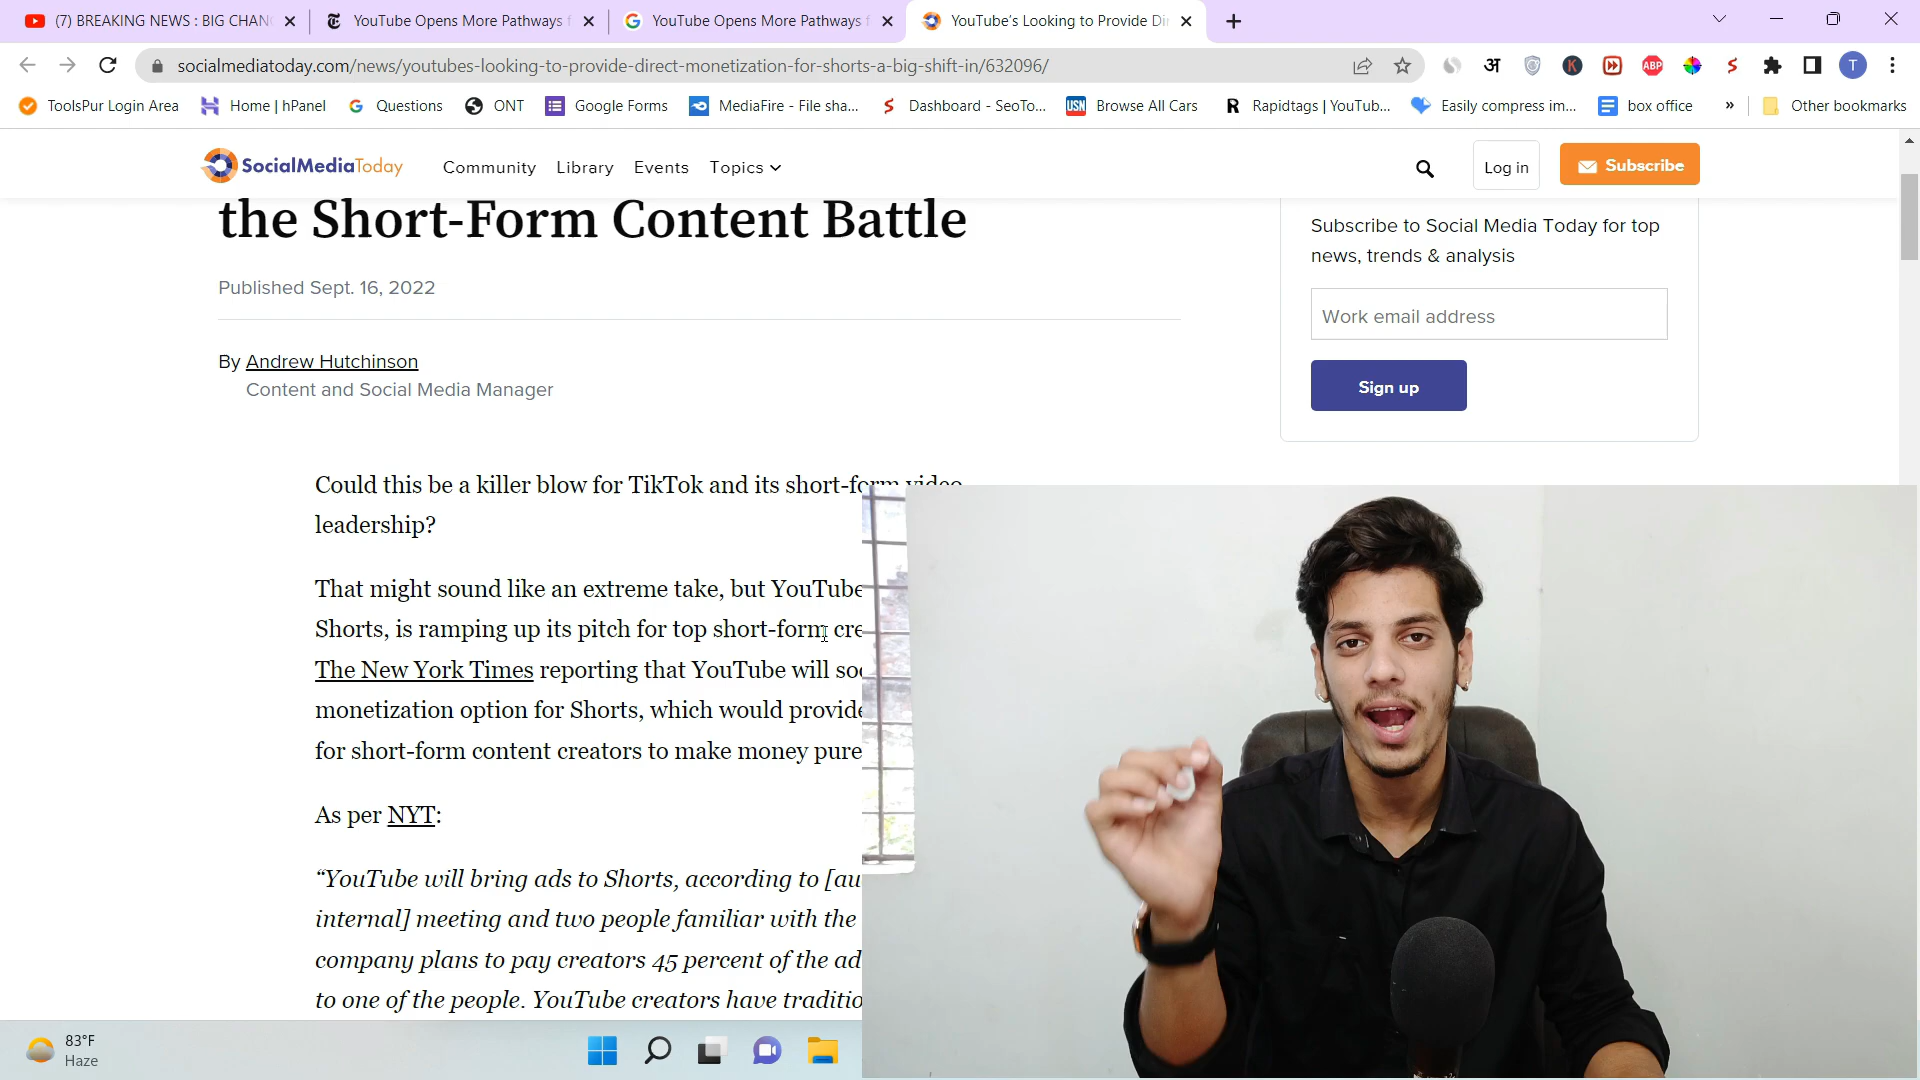 (7) BREAKING NEWS : BIG CHAN
YouTube Opens More Pathways f
YouTube Opens More Pathways f
YouTube's Looking to Provide Di
socialmediatoday.com/news/youtubes-looking-to-provide-direct-monetization-for-shorts-a-big-shift-in/632096/
अ
K
ABP
T
ToolsPur Login Area
Home | hPanel
Questions
ONT
Google Forms
MediaFire - File sha...
Dashboard - SeoTo...
USN
Browse All Cars
R
Rapidtags | YouTub...
Easily compress im...
box office
»
Other bookmarks
SocialMediaToday
Community
Library
Events
Topics
Log in
Subscribe
the Short-Form Content Battle
Published Sept. 16, 2022
By Andrew Hutchinson
Content and Social Media Manager
Subscribe to Social Media Today for top
news, trends & analysis
Work email address
Sign up
Could this be a killer blow for TikTok and its short-form video
leadership?
That might sound like an extreme take, but YouTube
Shorts, is ramping up its pitch for top short-form cre
The New York Times reporting that YouTube will so
monetization option for Shorts, which would provide
for short-form content creators to make money pure
As per NYT:
“YouTube will bring ads to Shorts, according to [au
internal] meeting and two people familiar with the
company plans to pay creators 45 percent of the ad
to one of the people. YouTube creators have traditio
83°F
Haze